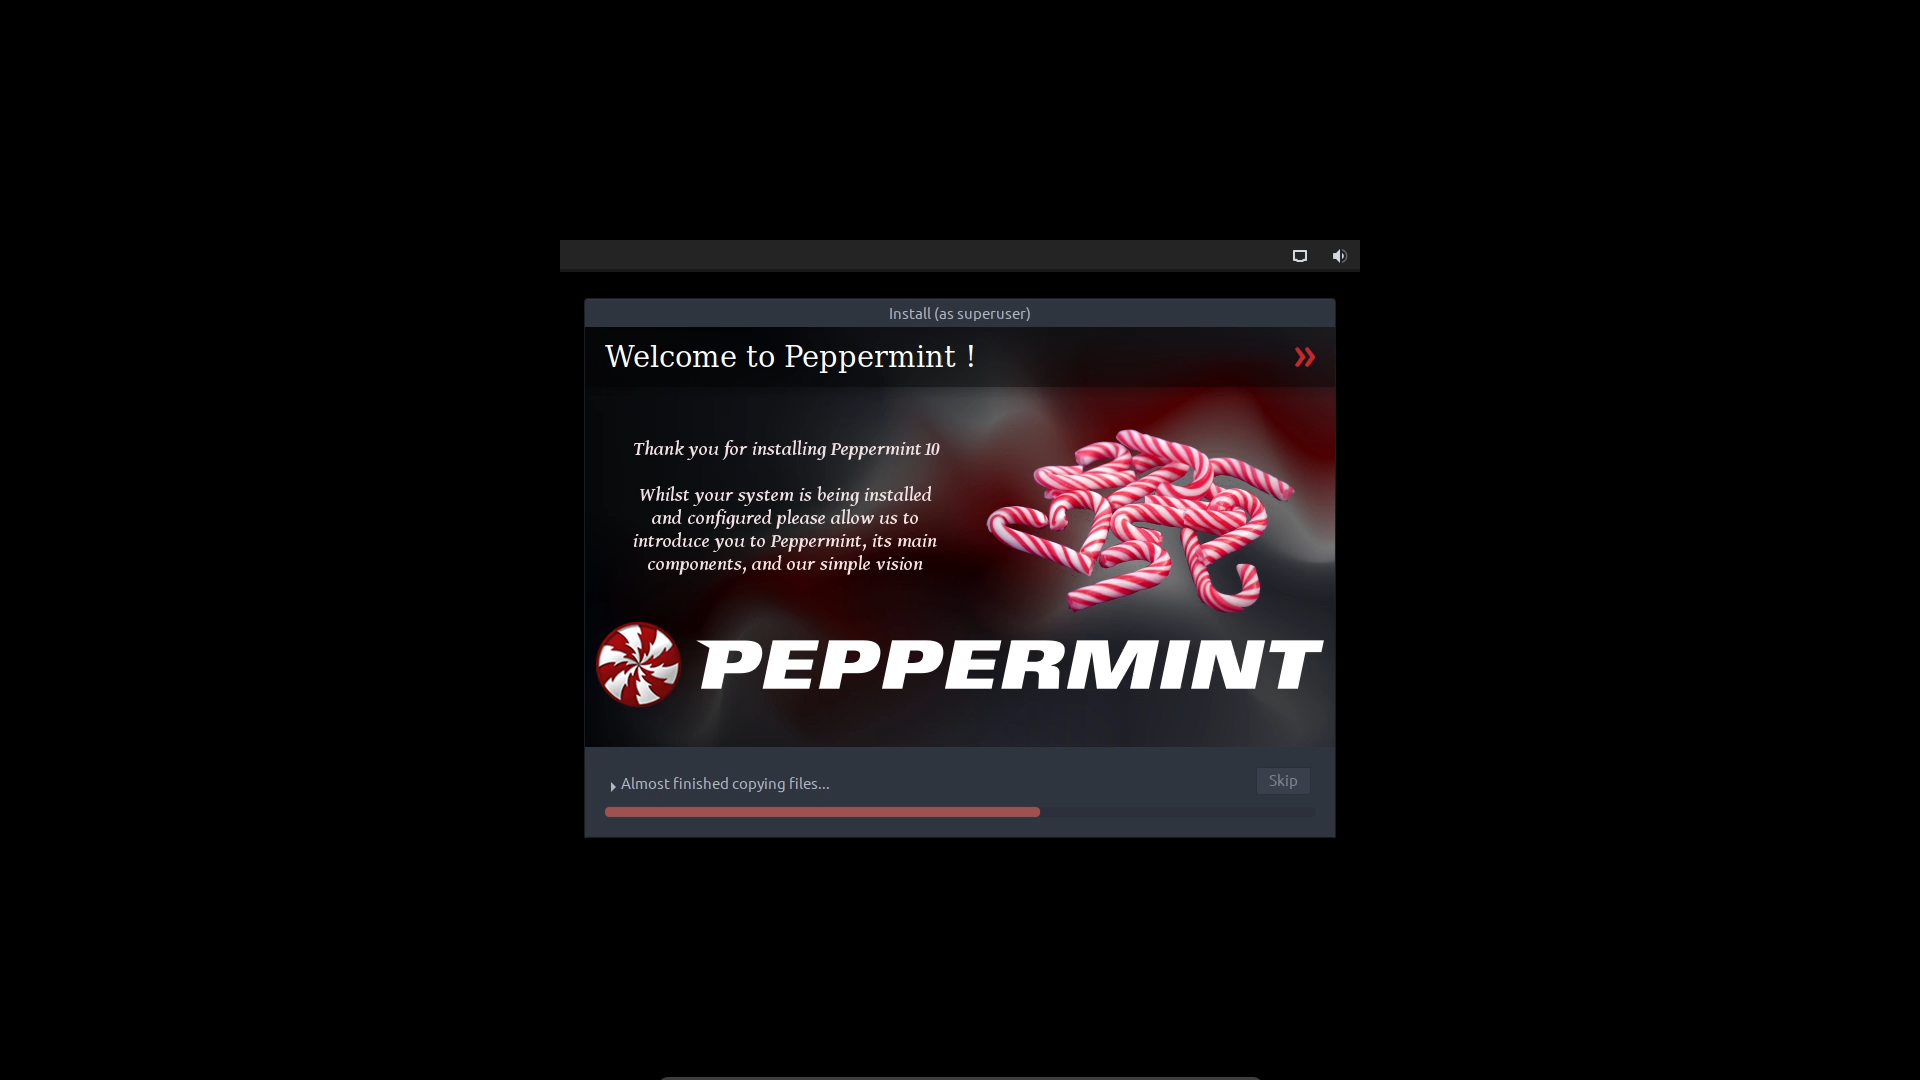 Install (as superuser)
Welcome to Peppermint !
Thank you for installing Peppermint 10
Whilst your system is being installed
and configured please allow us to
introduce you to Peppermint, its main
components, and our simple vision
PEPPERMINT
Almost finished copying files...
Skip